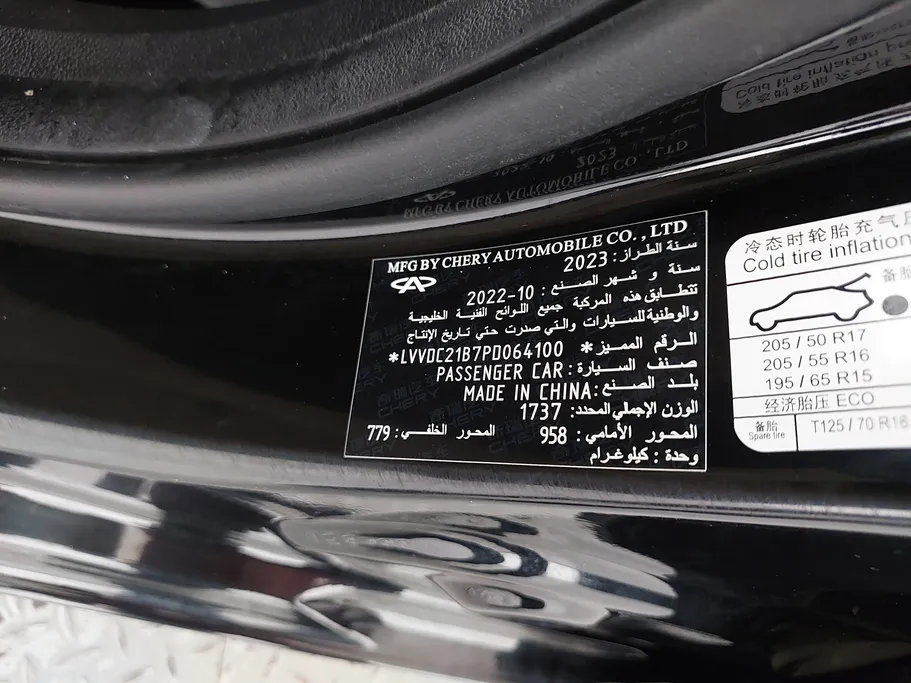 MFG BY CHERY AUTOMOBILE CO. , LTD
سنة الطراز : 2023
سنة و شهر الصنع : 2022-10
تتطابق هذه المركبة جميع اللوائح الفنية الخليجية
والوطنية للسيارات والتي صدرت حتي تاريخ الإنتاج
الرقم المميز: *LVVDC21B7PD064100*
صنف السيارة: PASSENGER CAR
بلد الصنع: MADE IN CHINA
الوزن الإجمالي المحدد: 1737
المحور الأمامي: 958 المحور الخلفي: 779
وحدة : كيلوغرام
冷态时轮胎充气压
Cold tire inflation
备胎
205 / 50 R17
205 / 55 R16
195 / 65 R15
经济胎压 ECO
备胎
Spare tire
T125 / 70 R16